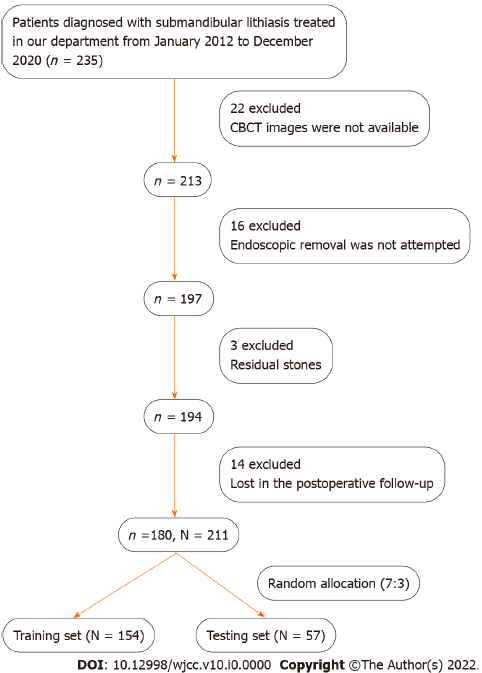 Patients diagnosed with submandibular lithiasis treated
in our department from January 2012 to December
2020 (n = 235)
22 excluded
CBCT images were not available
n = 213
16 excluded
Endoscopic removal was not attempted
n = 197
3 excluded
Residual stones
n = 194
14 excluded
Lost in the postoperative follow-up
n =180, N = 211
Random allocation (7:3)
Training set (N = 154)
Testing set (N = 57)
DOI: 10.12998/wjcc.v10.i0.0000 Copyright ©The Author(s) 2022.